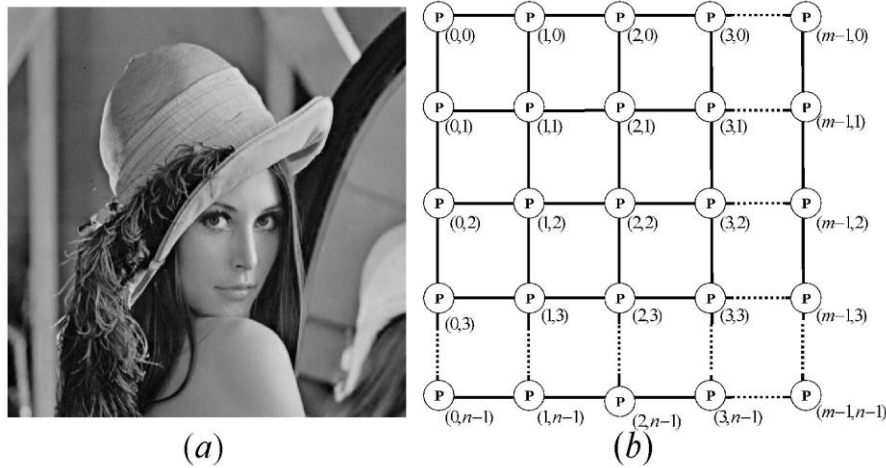 P P P P P
(0,0) (1,0) (2,0) (3,0) (m−1,0)
P P P P P
(0,1) (1,1) (2,1) (3,1) (m−1,1)
P P P P P
(0,2) (1,2) (2,2) (3,2) (m−1,2)
P P P P P
(0,3) (1,3) (2,3) (3,3) (m−1,3)
P P P P P
(0,n−1) (1,n−1) (2,n−1) (3,n−1) (m−1,n−1)
(a) (b)